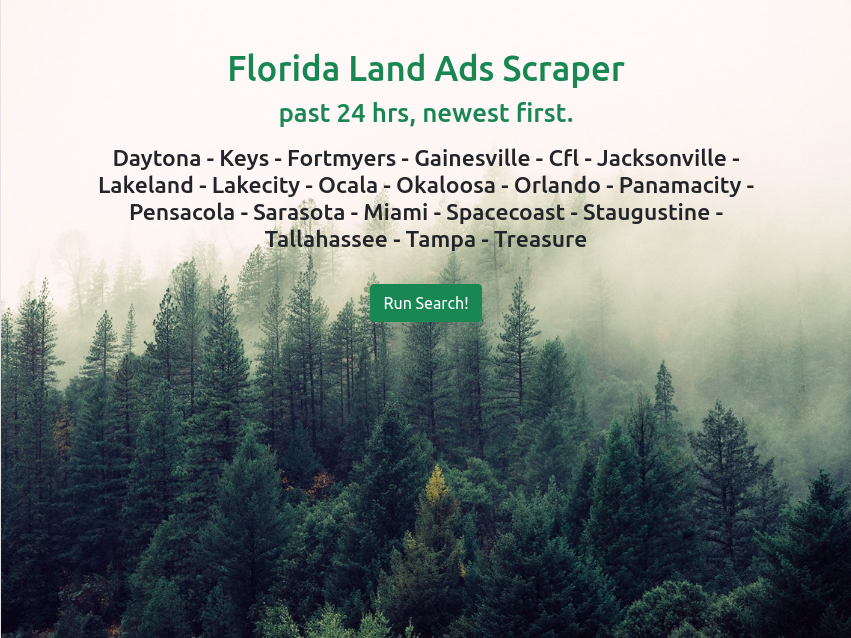 Florida Land Ads Scraper
past 24 hrs, newest first.
Daytona - Keys - Fortmyers - Gainesville - Cfl - Jacksonville -
Lakeland - Lakecity - Ocala - Okaloosa - Orlando - Panamacity -
Pensacola - Sarasota - Miami - Spacecoast - Staugustine -
Tallahassee - Tampa - Treasure
Run Search!